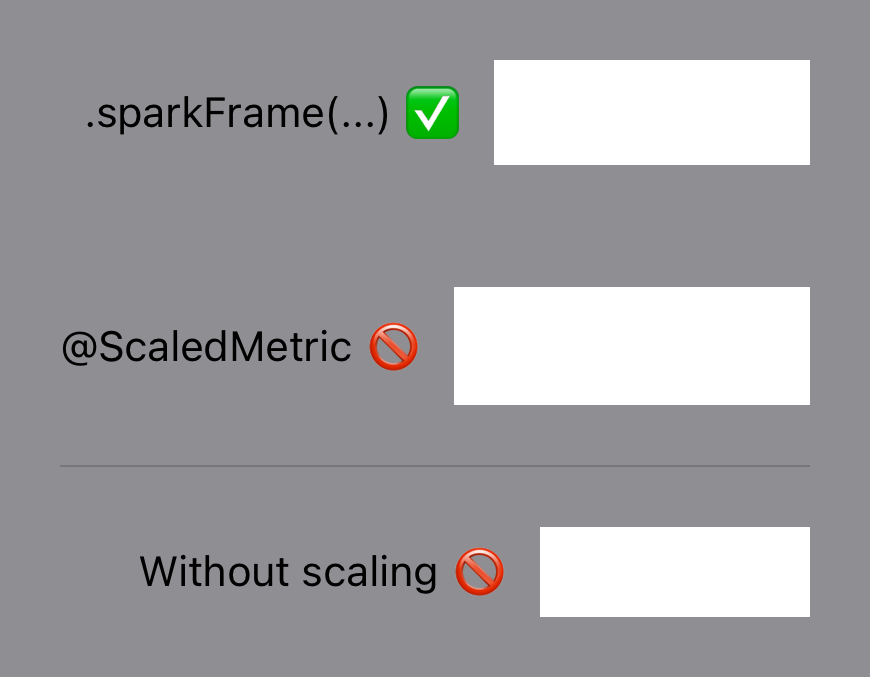 .sparkFrame(...) ✅
@ScaledMetric 🚫
Without scaling 🚫